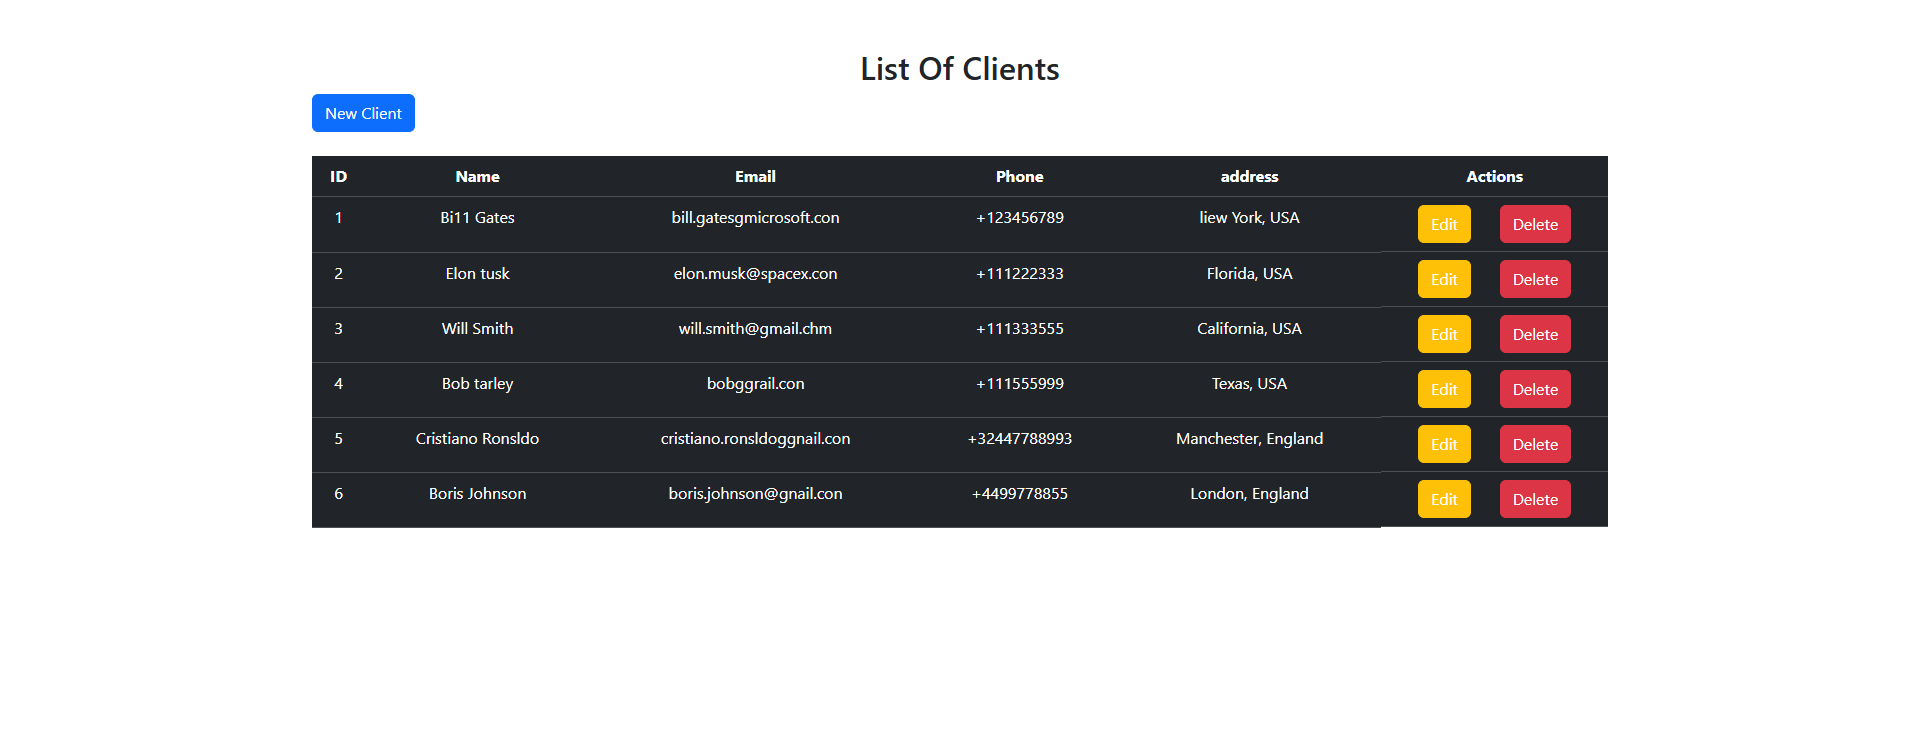 List Of Clients
New Client
ID Name Email Phone address Actions
1 Bi11 Gates bill.gatesgmicrosoft.con +123456789 liew York, USA Edit Delete
2 Elon tusk elon.musk@spacex.con +111222333 Florida, USA Edit Delete
3 Will Smith will.smith@gmail.chm +111333555 California, USA Edit Delete
4 Bob tarley bobggrail.con +111555999 Texas, USA Edit Delete
5 Cristiano Ronsldo cristiano.ronsldoggnail.con +32447788993 Manchester, England Edit Delete
6 Boris Johnson boris.johnson@gnail.con +4499778855 London, England Edit Delete